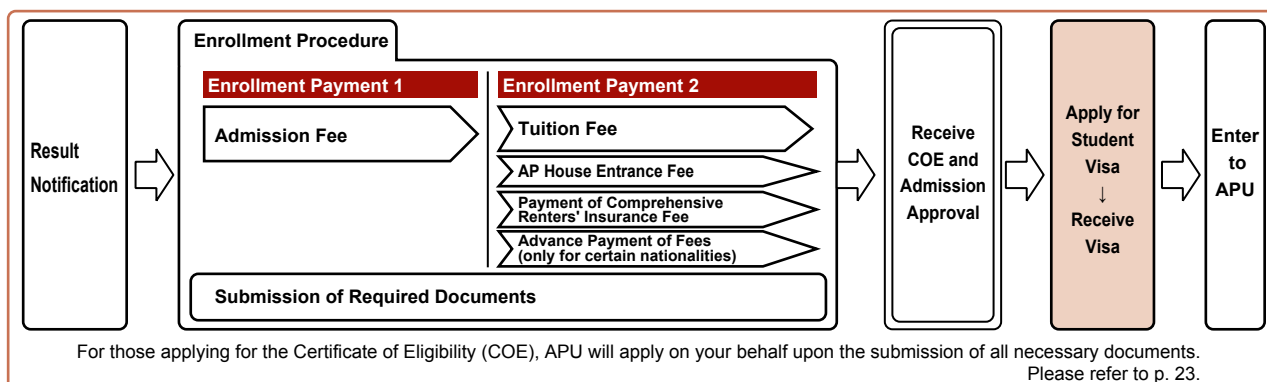 Result
Notification
Enrollment Procedure
Enrollment Payment 1
Admission Fee
Enrollment Payment 2
Tuition Fee
AP House Entrance Fee
Payment of Comprehensive
Renters' Insurance Fee
Advance Payment of Fees
(only for certain nationalities)
Submission of Required Documents
Receive
COE and
Admission
Approval
Apply for
Student
Visa
↓
Receive
Visa
Enter
to
APU
For those applying for the Certificate of Eligibility (COE), APU will apply on your behalf upon the submission of all necessary documents.
Please refer to p. 23.